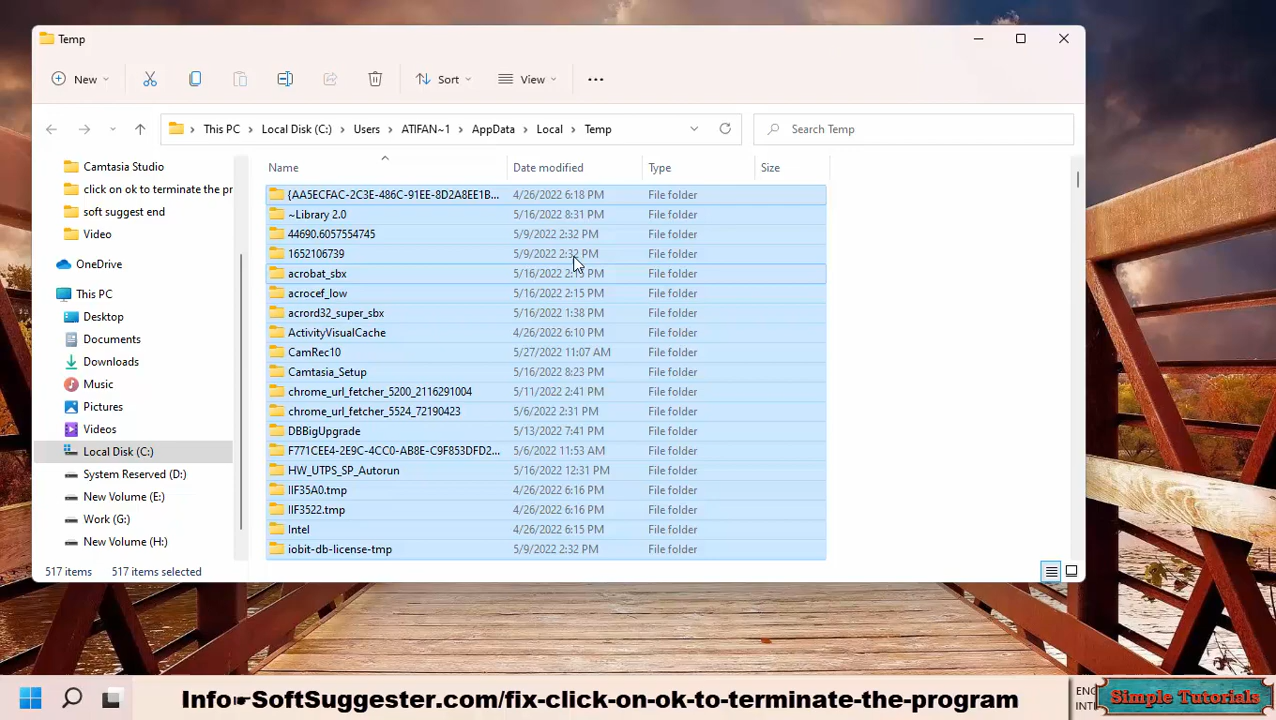 Temp
New
Sort
View
This PC
Local Disk (C:)
Users
ATIFAN~1
AppData
Local
Temp
Search Temp
Camtasia Studio
click on ok to terminate the pr
soft suggest end
Video
OneDrive
This PC
Desktop
Documents
Downloads
Music
Pictures
Videos
Local Disk (C:)
System Reserved (D:)
New Volume (E:)
Work (G:)
New Volume (H:)
Name Date modified Type Size
{AA5ECFAC-2C3E-486C-91EE-8D2A8EE1B... 4/26/2022 6:18 PM File folder
~Library 2.0 5/16/2022 8:31 PM File folder
44690.6057554745 5/9/2022 2:32 PM File folder
1652106739 5/9/2022 2:32 PM File folder
acrobat_sbx 5/16/2022 2:15 PM File folder
acrocef_low 5/16/2022 2:15 PM File folder
acrord32_super_sbx 5/16/2022 1:38 PM File folder
ActivityVisualCache 4/26/2022 6:10 PM File folder
CamRec10 5/27/2022 11:07 AM File folder
Camtasia_Setup 5/16/2022 8:23 PM File folder
chrome_url_fetcher_5200_2116291004 5/11/2022 2:41 PM File folder
chrome_url_fetcher_5524_72190423 5/6/2022 2:31 PM File folder
DBBigUpgrade 5/13/2022 7:41 PM File folder
F771CEE4-2E9C-4CC0-AB8E-C9F853DFD2... 5/6/2022 11:53 AM File folder
HW_UTPS_SP_Autorun 5/16/2022 12:31 PM File folder
IIF35A0.tmp 4/26/2022 6:16 PM File folder
IIF3522.tmp 4/26/2022 6:16 PM File folder
Intel 4/26/2022 6:15 PM File folder
iobit-db-license-tmp 5/9/2022 2:32 PM File folder
517 items 517 items selected
Info☛SoftSuggester.com/fix-click-on-ok-to-terminate-the-program
ENG
INT
Simple Tutorials